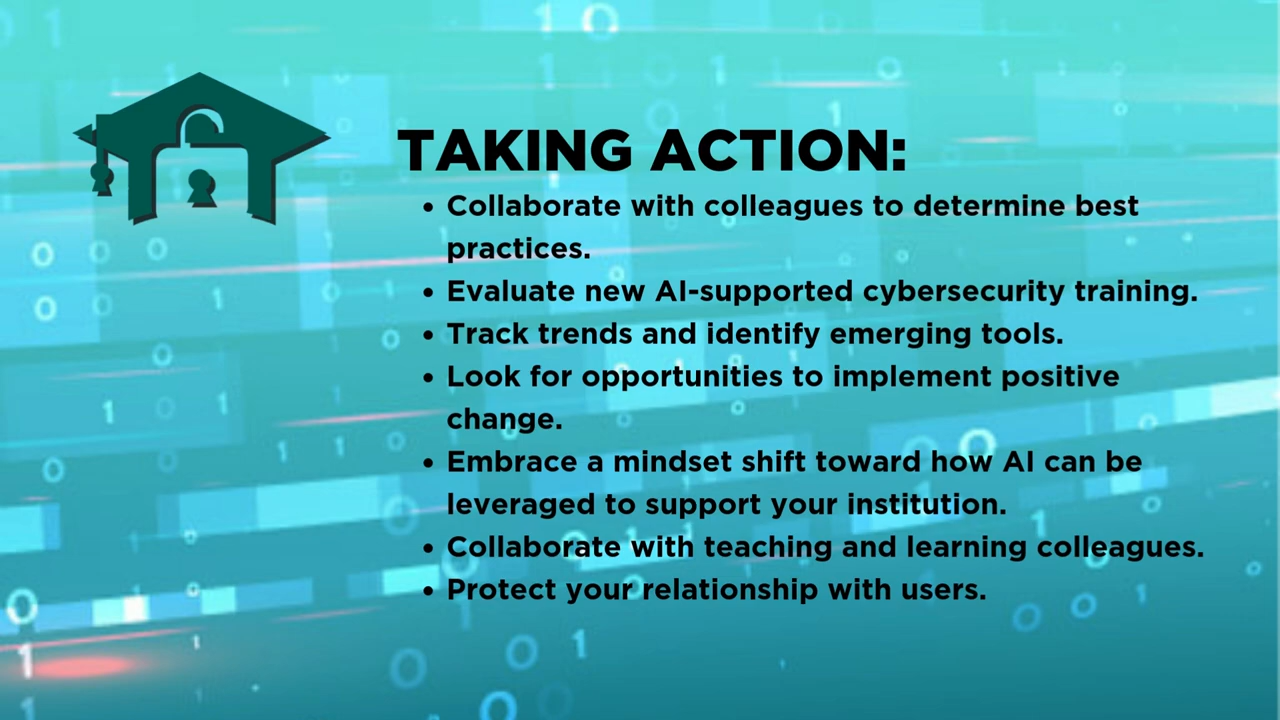 TAKING ACTION:
• Collaborate with colleagues to determine best
practices.
• Evaluate new AI-supported cybersecurity training.
• Track trends and identify emerging tools.
• Look for opportunities to implement positive
change.
• Embrace a mindset shift toward how AI can be
leveraged to support your institution.
• Collaborate with teaching and learning colleagues.
• Protect your relationship with users.